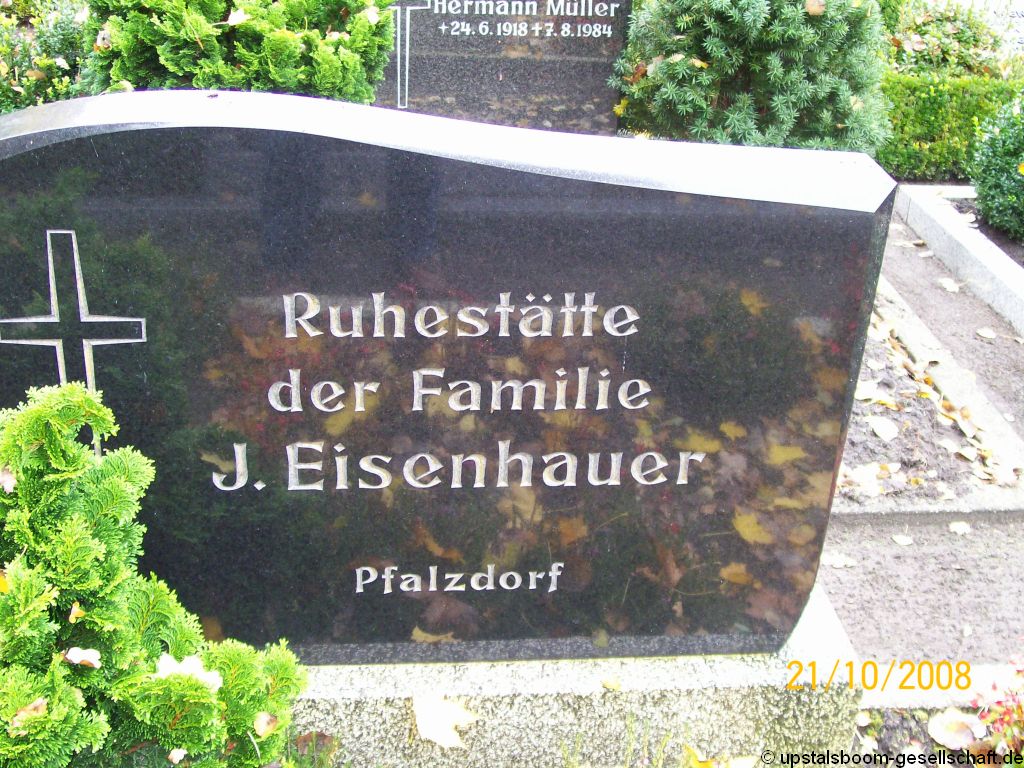 Hermann Müller
*24.6.1918 †7.8.1984
Ruhestätte
der Familie
J. Eisenhauer
Pfalzdorf
21/10/2008
© upstalsboom-gesellschaft.de